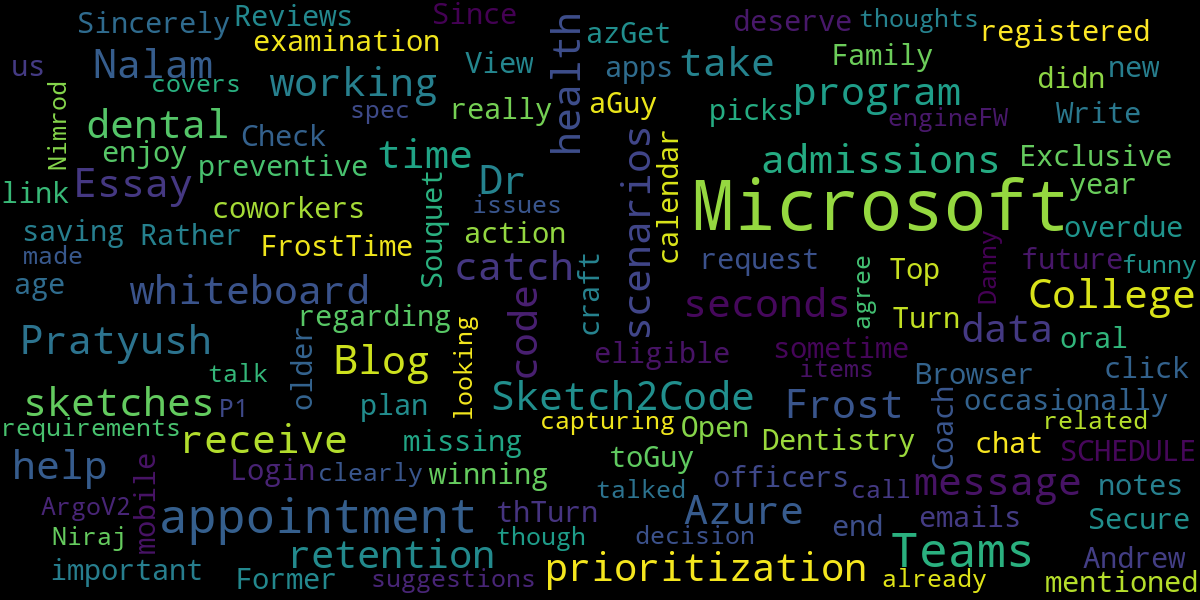 Sincerely
Reviews
Since
health
azGet
deserve
thoughts
examination
registered
us
Nalam
covers
working
View
apps
take
Family
didn
new
Nimrod
spec
really
aGuy
picks
program
engineFW
Write
dental
Check
enjoy
preventive
time
Dr
scenarios
calendar
admissions
Exclusive
link
Essay
coworkers
Souquet
issues
Microsoft
year
saving
Rather
FrostTime
action
overdue
made
catch
craft
request
agree
Top
Danny
future
funny
age
whiteboard
code
seconds
College
regarding
Turn
data
oral
Pratyush
older
Blog
looking
eligible
sometime
items
Browser
click
talk
sketches
P1
plan
Sketch2Code
Frost
Coach
occasionally
requirements
receive
missing
capturing
Open
Dentistry
chat
related
SCHEDULE
help
mobile
Login
clearly
winning
toGuy
officers
call
message
notes
talked
ArgoV2
appointment
thTurn
Azure
end
emails
Secure
Niraj
retention
though
decision
Teams
Andrew
important
Former
suggestions
prioritization
already
mentioned